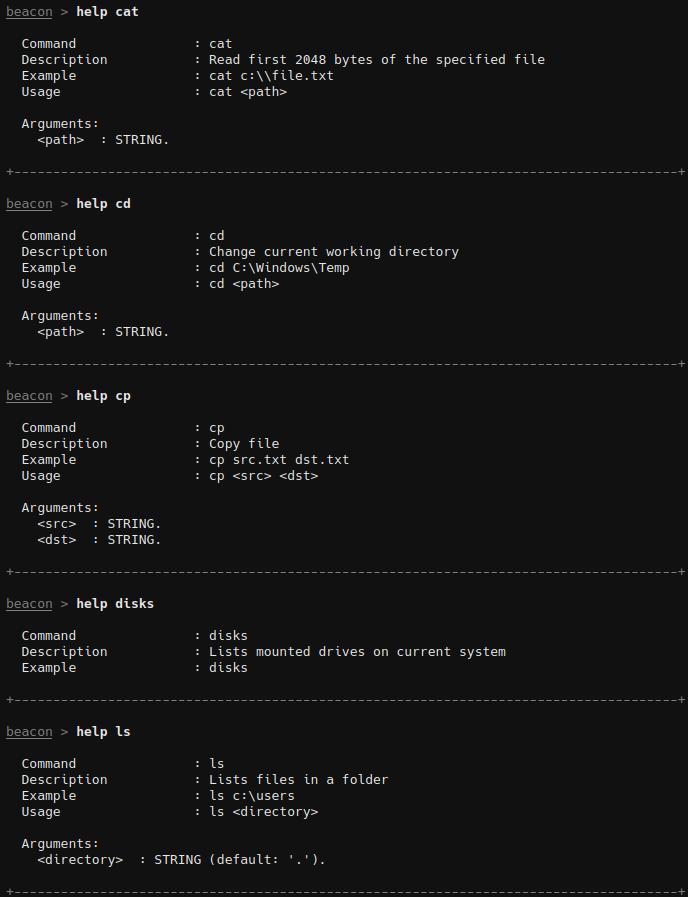 beacon > help cat
Command : cat
Description : Read first 2048 bytes of the specified file
Example : cat c:\\file.txt
Usage : cat <path>
Arguments:
<path> : STRING.
+-------------------------------------------------------------------------------------+
beacon > help cd
Command : cd
Description : Change current working directory
Example : cd C:\Windows\Temp
Usage : cd <path>
Arguments:
<path> : STRING.
+-------------------------------------------------------------------------------------+
beacon > help cp
Command : cp
Description : Copy file
Example : cp src.txt dst.txt
Usage : cp <src> <dst>
Arguments:
<src> : STRING.
<dst> : STRING.
+-------------------------------------------------------------------------------------+
beacon > help disks
Command : disks
Description : Lists mounted drives on current system
Example : disks
+-------------------------------------------------------------------------------------+
beacon > help ls
Command : ls
Description : Lists files in a folder
Example : ls c:\users
Usage : ls <directory>
Arguments:
<directory> : STRING (default: '.').
+-------------------------------------------------------------------------------------+